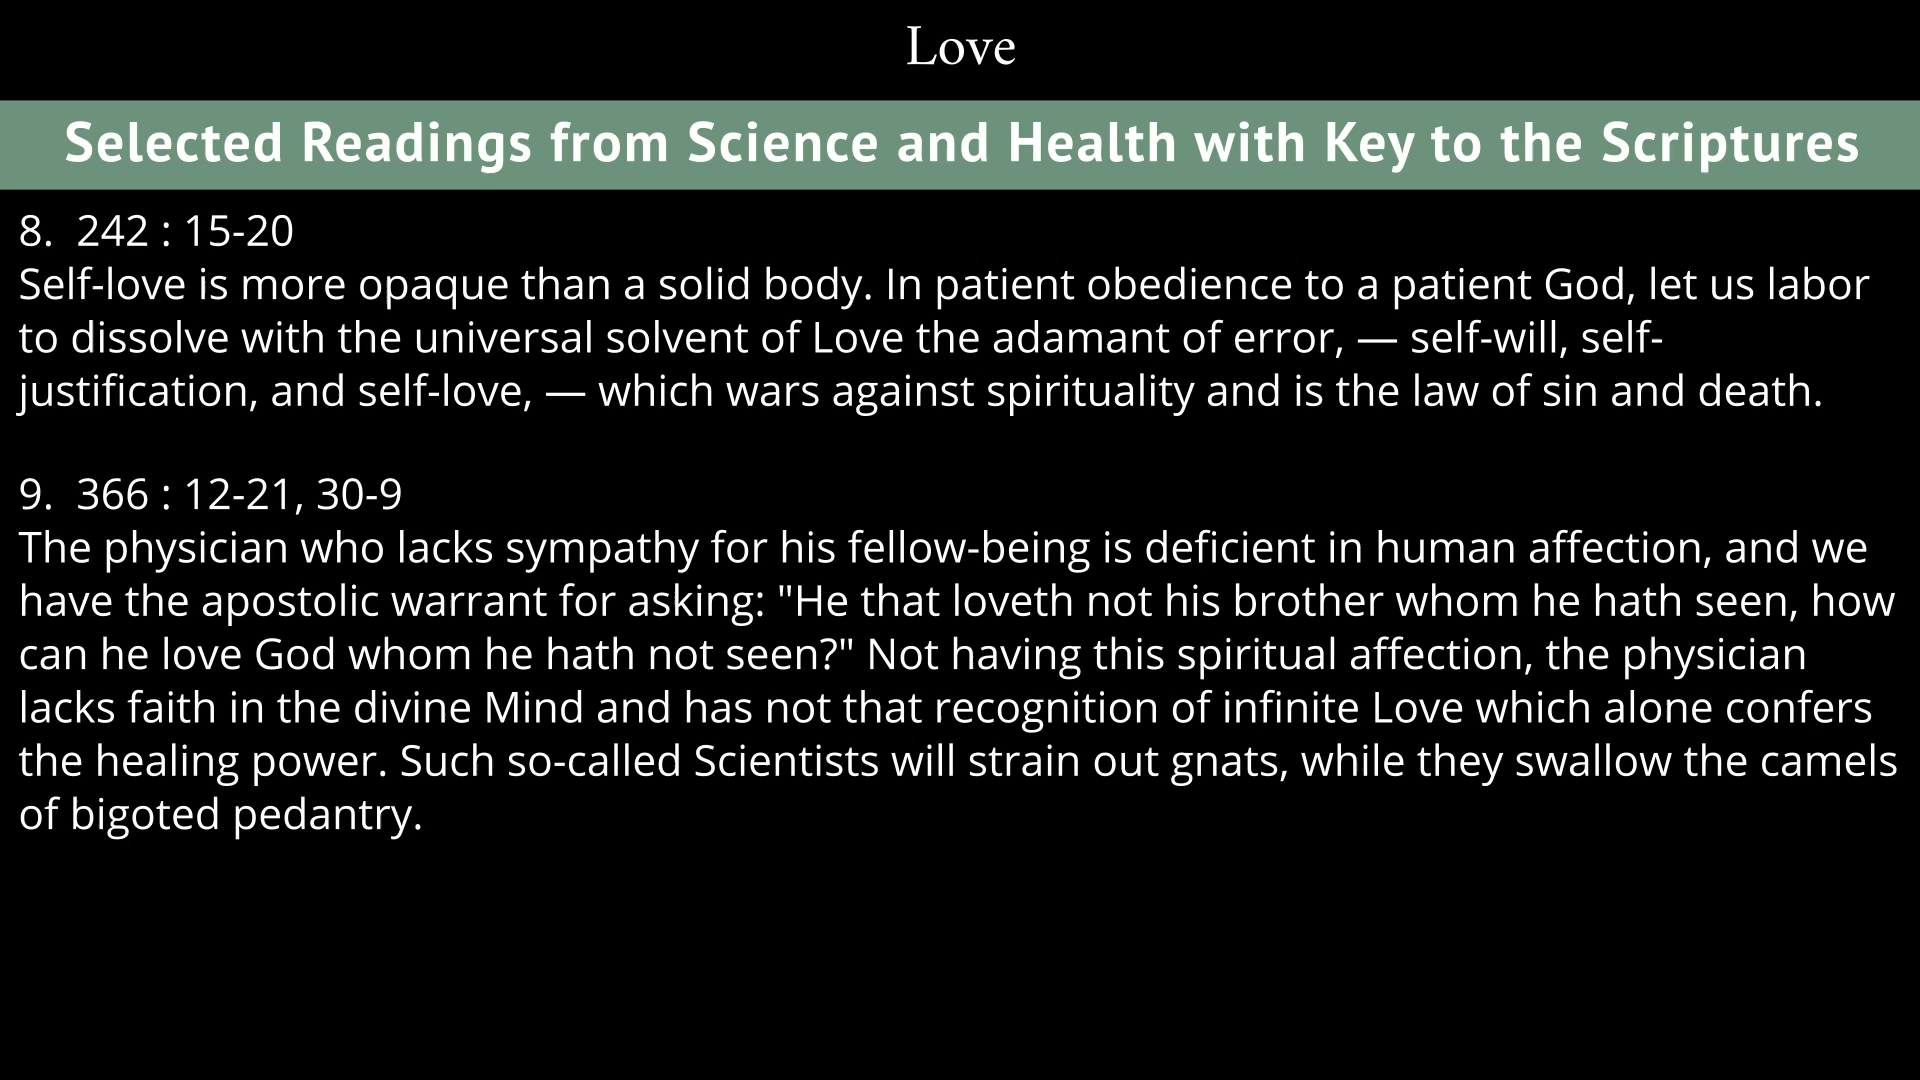 Love
Selected Readings from Science and Health with Key to the Scriptures
8.  242 : 15-20
Self-love is more opaque than a solid body. In patient obedience to a patient God, let us labor
to dissolve with the universal solvent of Love the adamant of error, — self-will, self-
justification, and self-love, — which wars against spirituality and is the law of sin and death.
9.  366 : 12-21, 30-9
The physician who lacks sympathy for his fellow-being is deficient in human affection, and we
have the apostolic warrant for asking: "He that loveth not his brother whom he hath seen, how
can he love God whom he hath not seen?" Not having this spiritual affection, the physician
lacks faith in the divine Mind and has not that recognition of infinite Love which alone confers
the healing power. Such so-called Scientists will strain out gnats, while they swallow the camels
of bigoted pedantry.